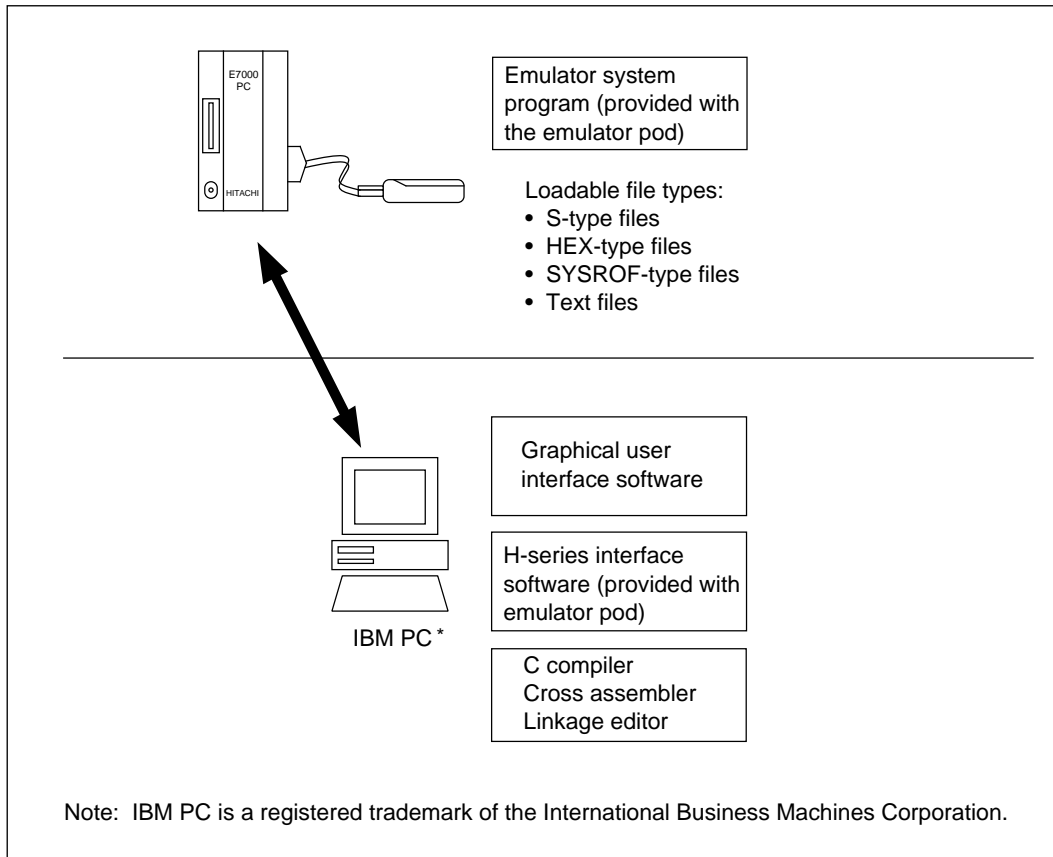 E7000
PC
HITACHI
Emulator system
program (provided with
the emulator pod)
Loadable file types:
• S-type files
• HEX-type files
• SYSROF-type files
• Text files
Graphical user
interface software
H-series interface
software (provided with
emulator pod)
IBM PC *
C compiler
Cross assembler
Linkage editor
Note: IBM PC is a registered trademark of the International Business Machines Corporation.